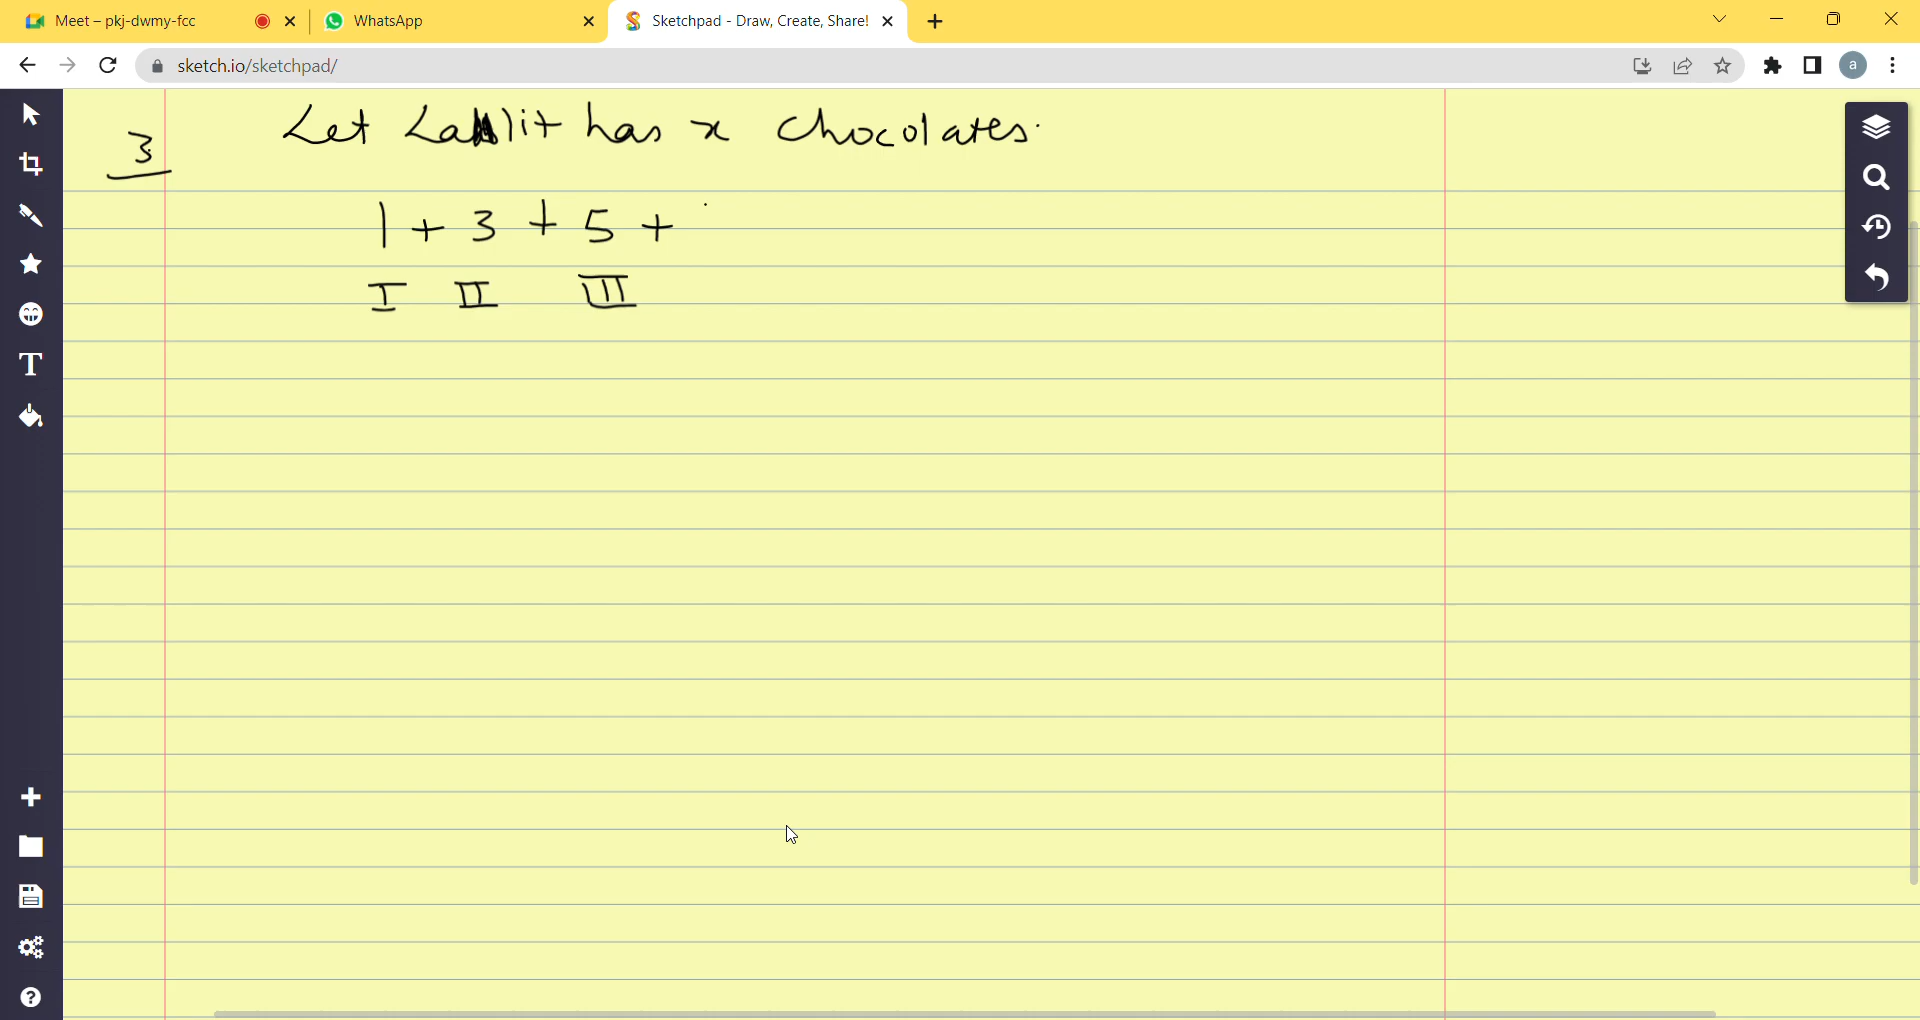 Meet – pkj-dwmy-fcc WhatsApp Sketchpad - Draw, Create, Share!
sketch.io/sketchpad/
a
3 Let Lalit has x Chocolates.
1 + 3 + 5 +
I II III
T
?